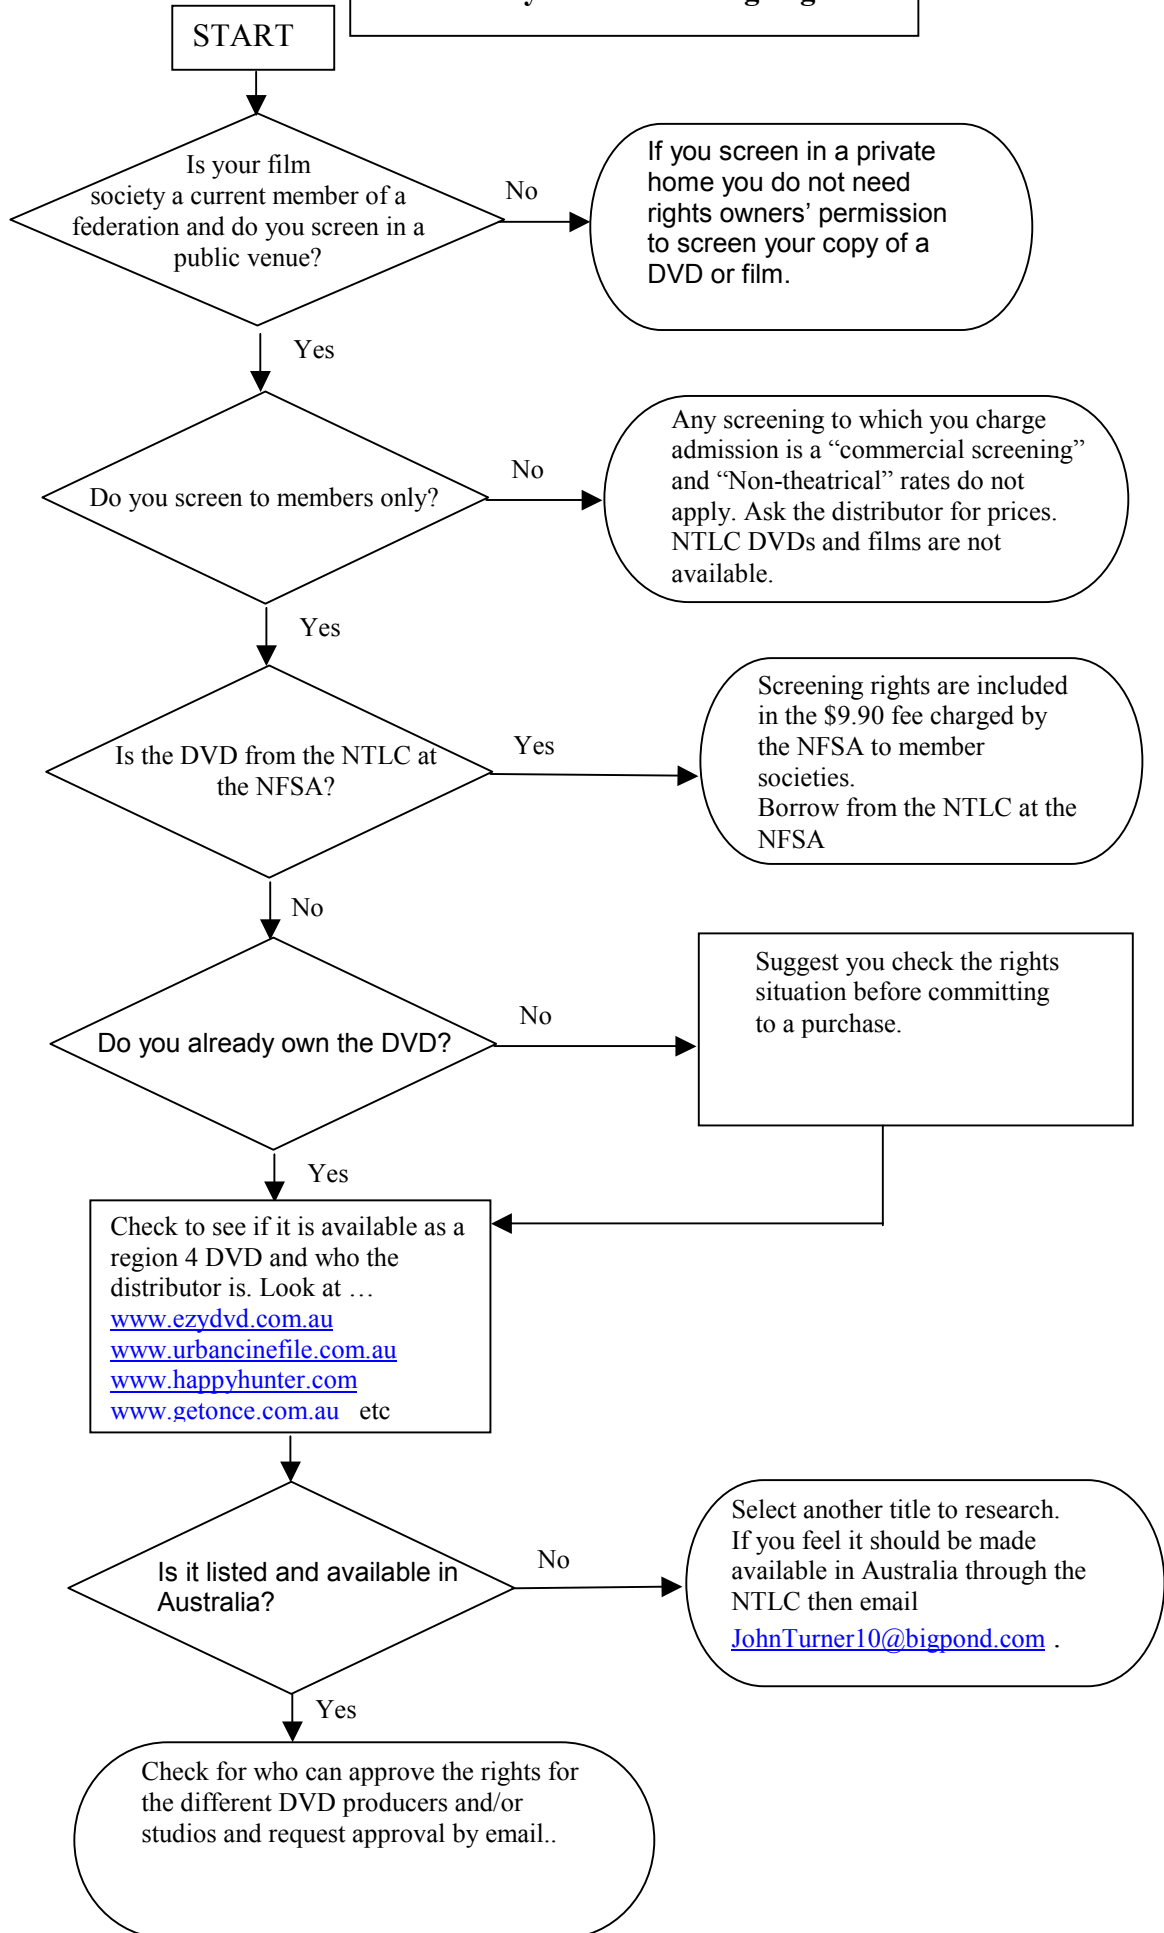 START
Is your film
society a current member of a
federation and do you screen in a
public venue?
No
If you screen in a private
home you do not need
rights owners’ permission
to screen your copy of a
DVD or film.
Yes
Do you screen to members only?
No
Any screening to which you charge
admission is a “commercial screening”
and “Non-theatrical” rates do not
apply. Ask the distributor for prices.
NTLC DVDs and films are not
available.
Yes
Is the DVD from the NTLC at
the NFSA?
Yes
Screening rights are included
in the $9.90 fee charged by
the NFSA to member
societies.
Borrow from the NTLC at the
NFSA
No
Do you already own the DVD?
No
Suggest you check the rights
situation before committing
to a purchase.
Yes
Check to see if it is available as a
region 4 DVD and who the
distributor is. Look at …
www.ezydvd.com.au
www.urbancinefile.com.au
www.happyhunter.com
www.getonce.com.au etc
Is it listed and available in
Australia?
No
Select another title to research.
If you feel it should be made
available in Australia through the
NTLC then email
JohnTurner10@bigpond.com .
Yes
Check for who can approve the rights for
the different DVD producers and/or
studios and request approval by email..